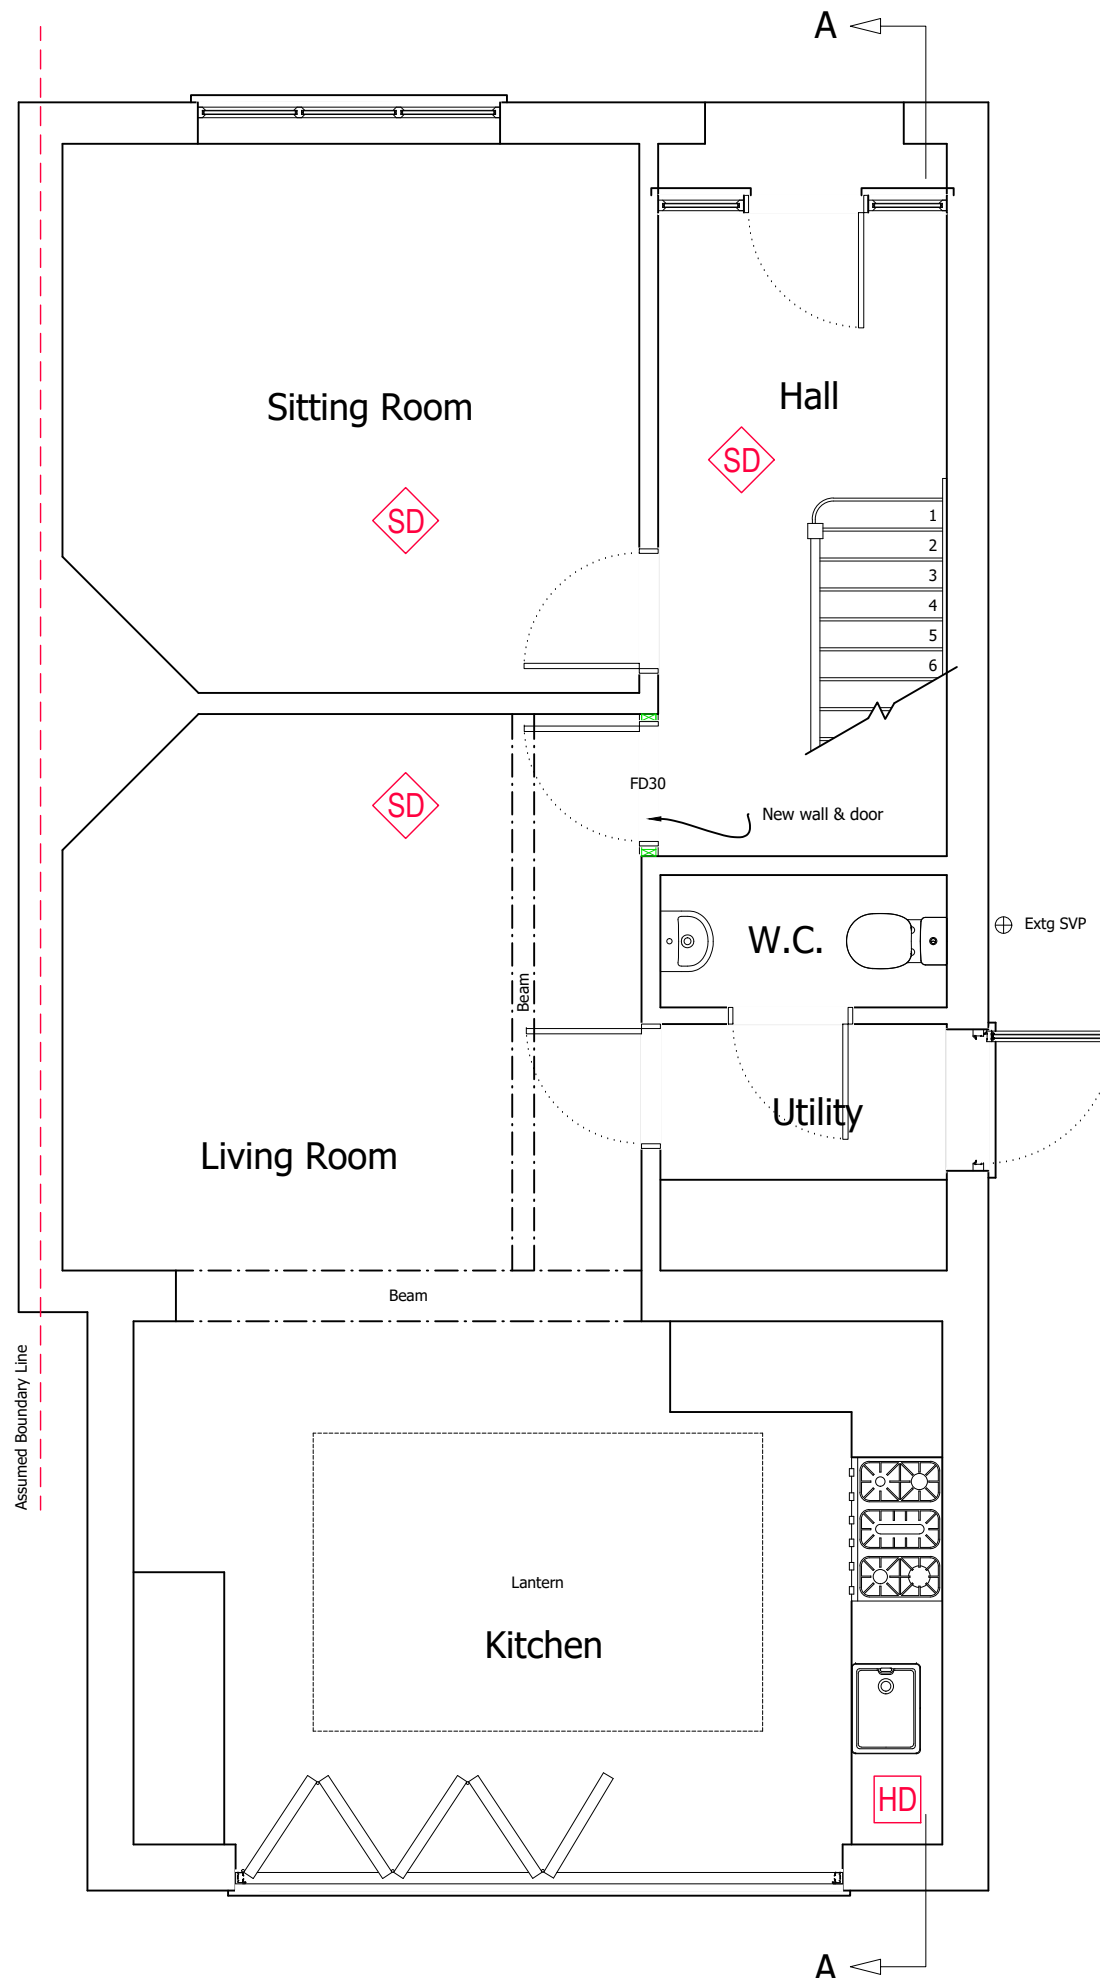 A
Sitting Room
Hall
SD
SD
1
2
3
4
5
6
SD
FD30
New wall & door
W.C.
Extg SVP
Beam
Utility
Living Room
Beam
Assumed Boundary Line
Lantern
Kitchen
HD
A